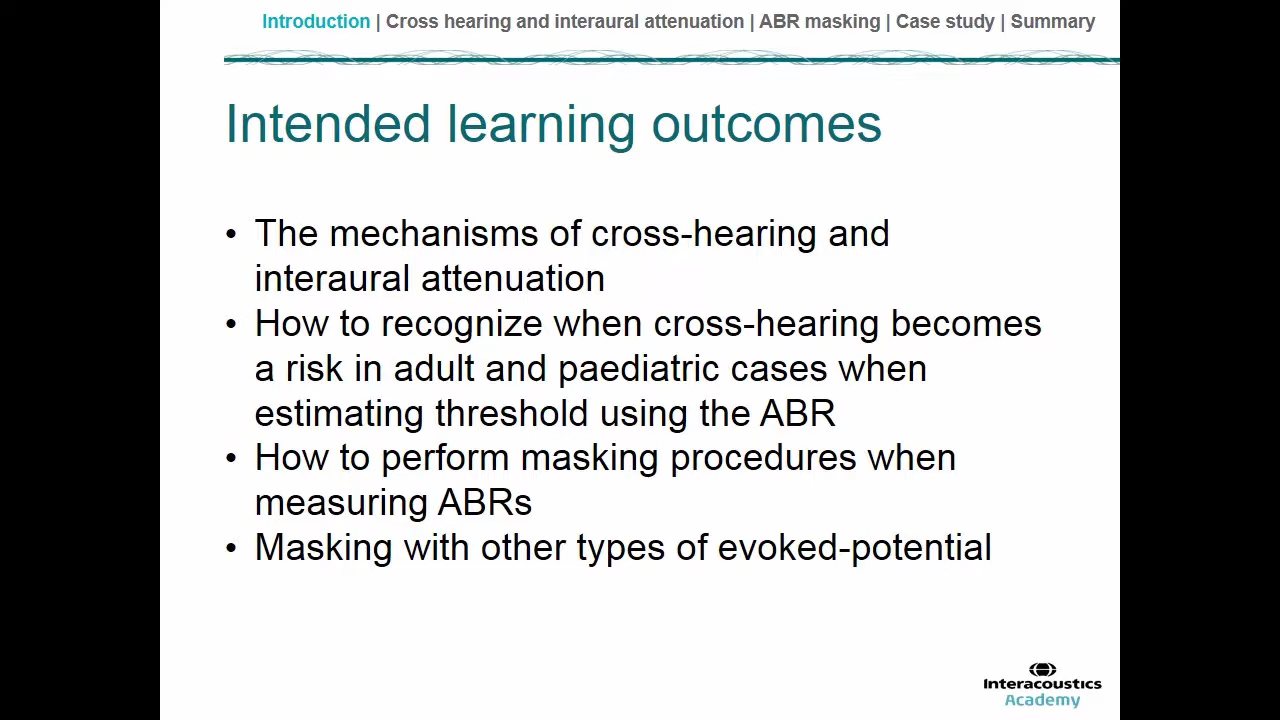 Introduction | Cross hearing and interaural attenuation | ABR masking | Case study | Summary
Intended learning outcomes
• The mechanisms of cross-hearing and
interaural attenuation
• How to recognize when cross-hearing becomes
a risk in adult and paediatric cases when
estimating threshold using the ABR
• How to perform masking procedures when
measuring ABRs
• Masking with other types of evoked-potential
Interacoustics
Academy